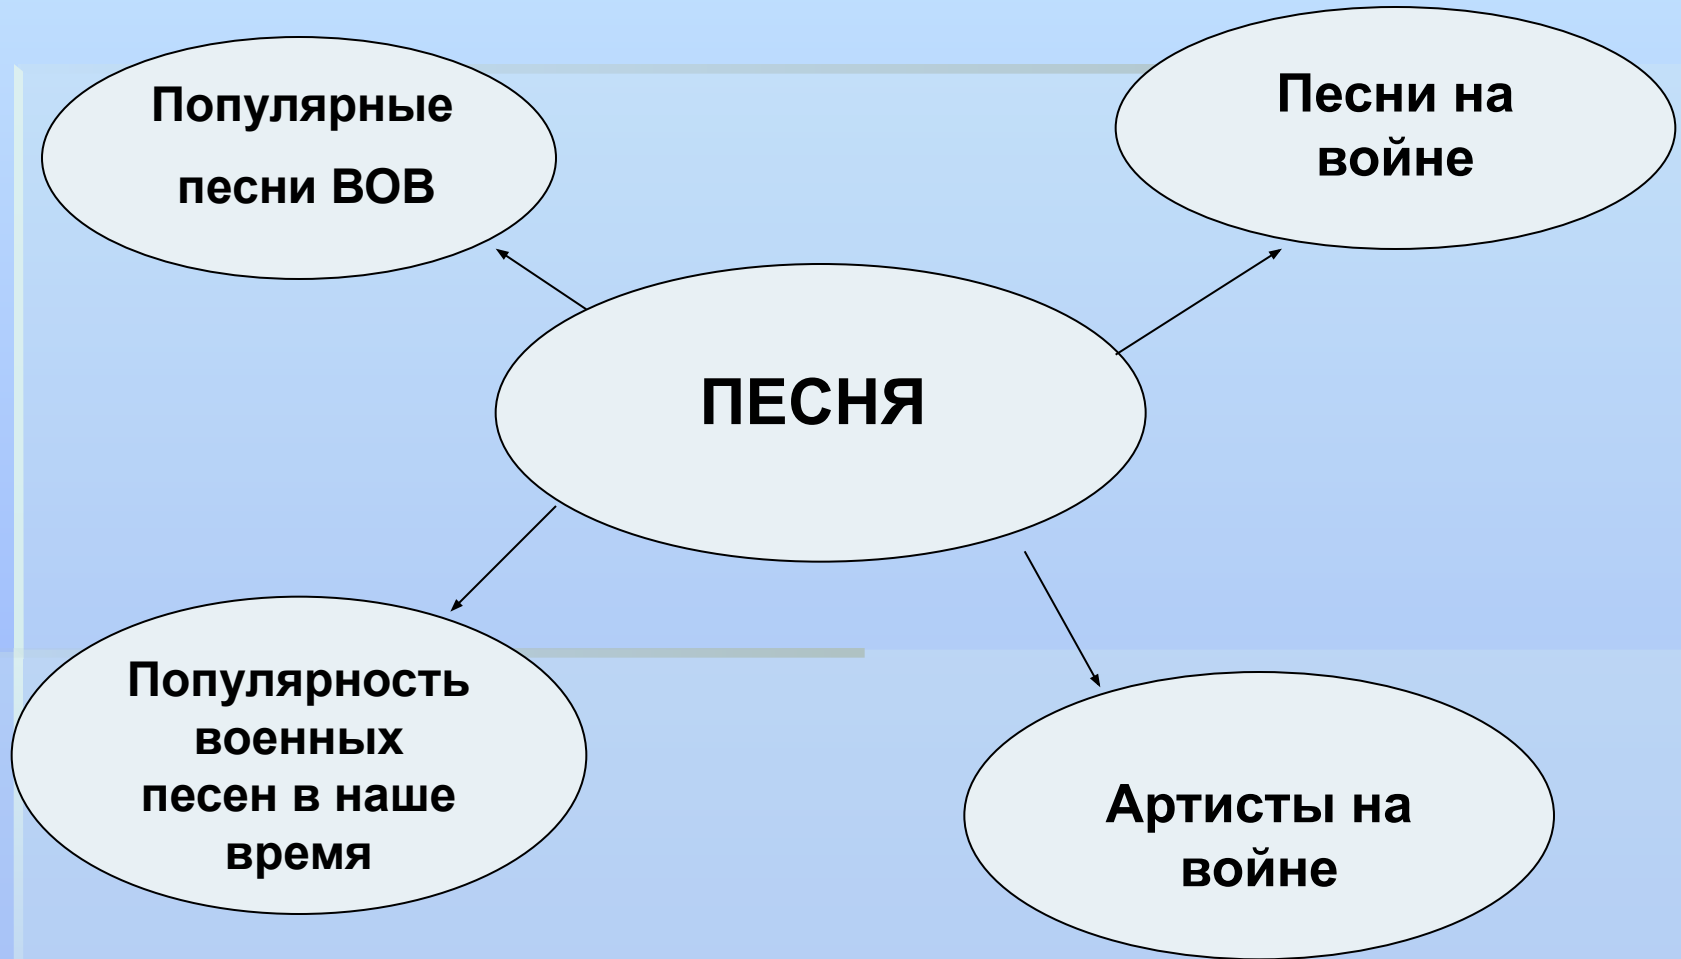 Популярные
песни ВОВ
Песни на
войне
ПЕСНЯ
Популярность
военных
песен в наше
время
Артисты на
войне